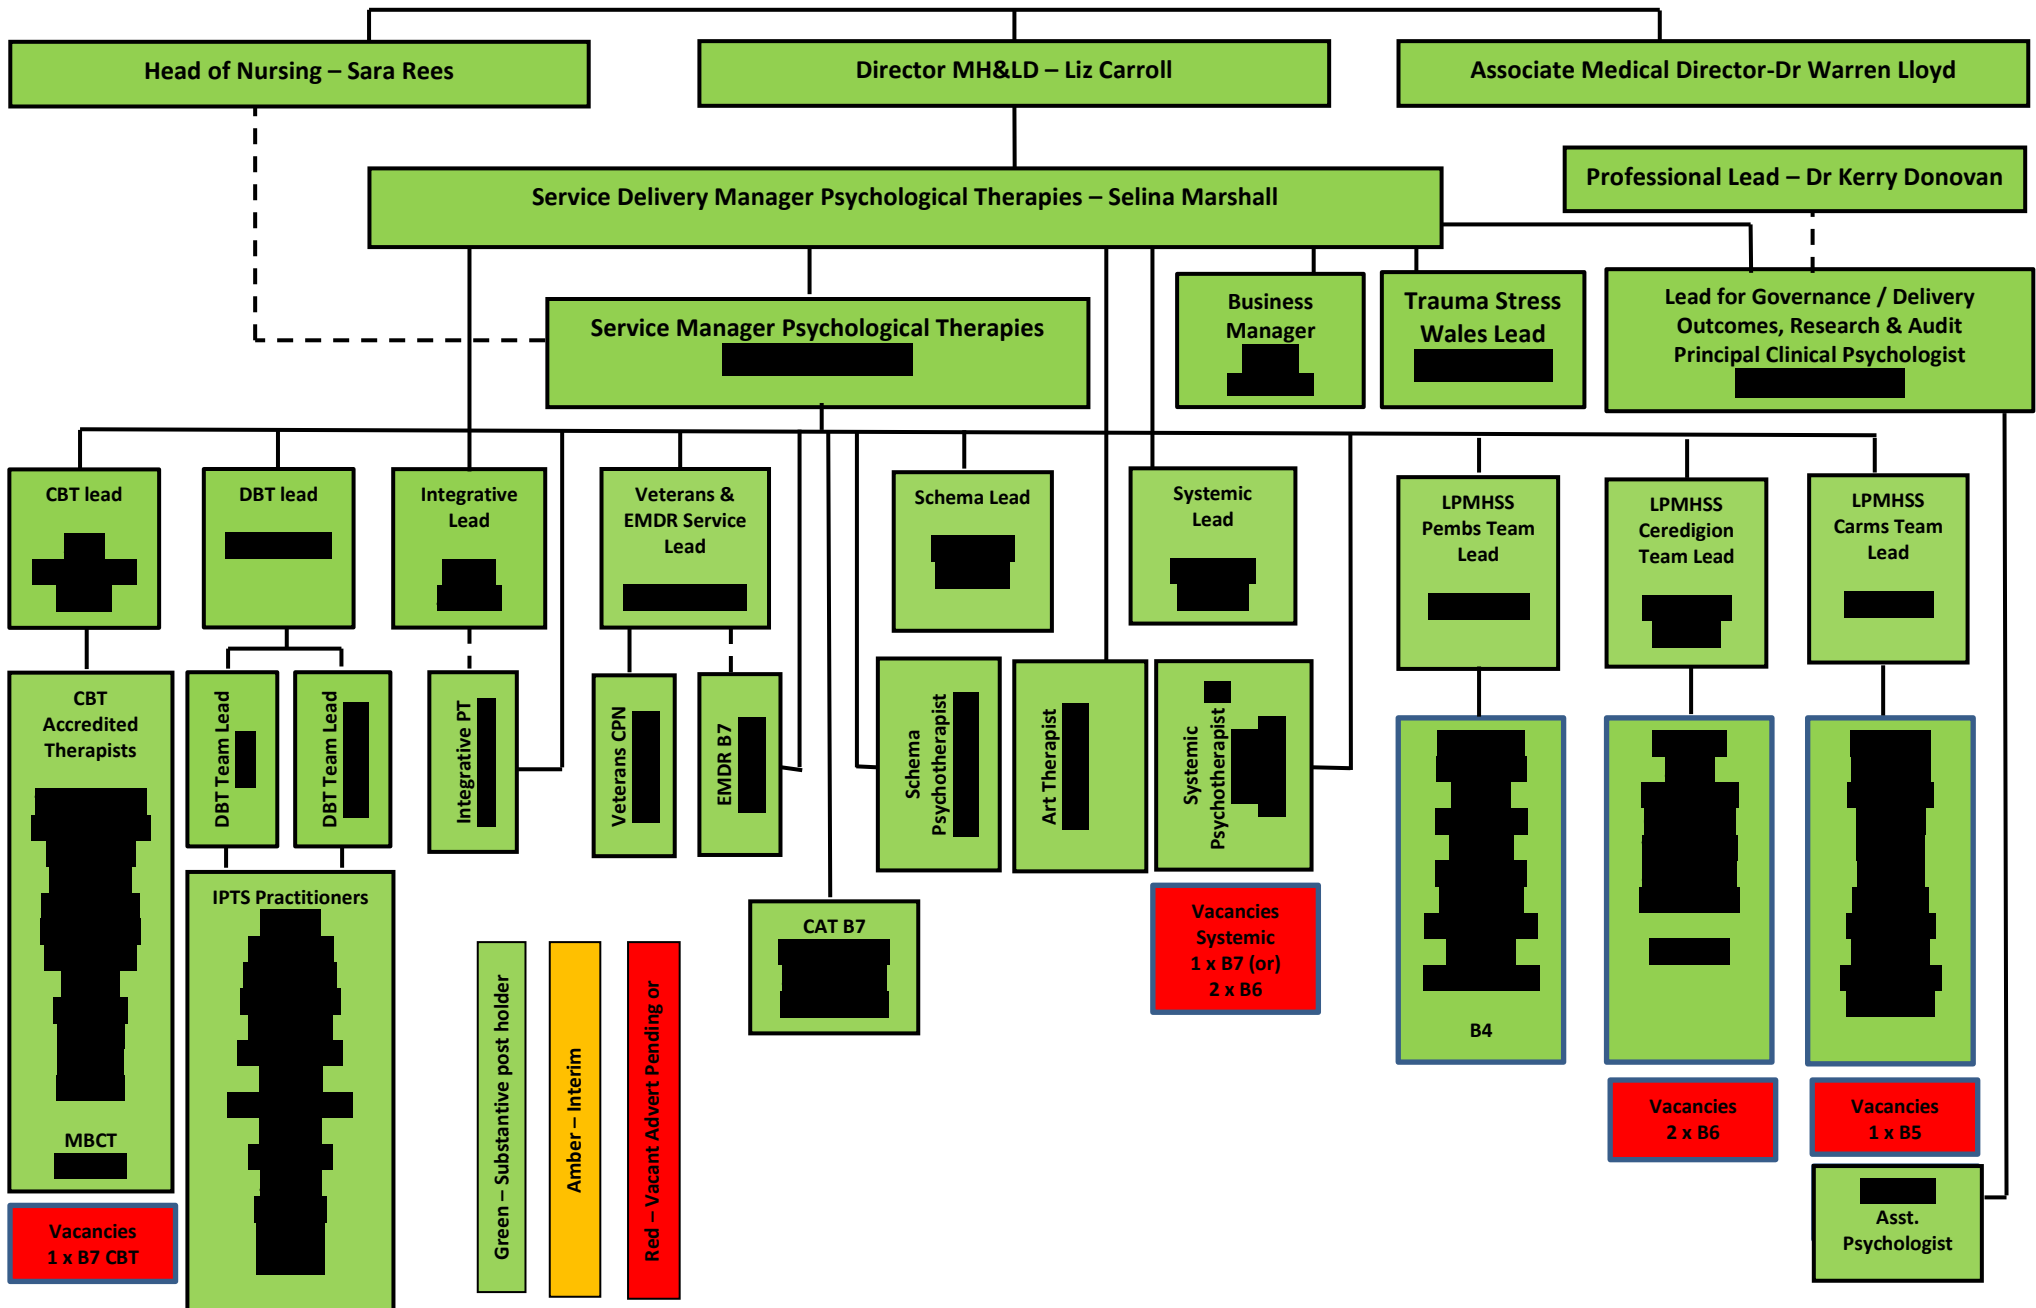 Head of Nursing – Sara Rees
Director MH&LD – Liz Carroll
Associate Medical Director-Dr Warren Lloyd
Service Delivery Manager Psychological Therapies – Selina Marshall
Professional Lead – Dr Kerry Donovan
Service Manager Psychological Therapies
Business
Manager
Trauma Stress
Wales Lead
Lead for Governance / Delivery
Outcomes, Research & Audit
Principal Clinical Psychologist
CBT lead
DBT lead
Integrative
Lead
Veterans &
EMDR Service
Lead
Schema Lead
Systemic
Lead
LPMHSS
Pembs Team
Lead
LPMHSS
Ceredigion
Team Lead
LPMHSS
Carms Team
Lead
CBT
Accredited
Therapists
MBCT
DBT Team Lead
DBT Team Lead
Integrative PT
Veterans CPN
EMDR B7
Schema
Psychotherapist
Art Therapist
Systemic
Psychotherapist
IPTS Practitioners
CAT B7
Vacancies
Systemic
1 x B7 (or)
2 x B6
B4
Vacancies
2 x B6
Vacancies
1 x B5
Asst.
Psychologist
Vacancies
1 x B7 CBT
Green – Substantive post holder
Amber – Interim
Red – Vacant Advert Pending or